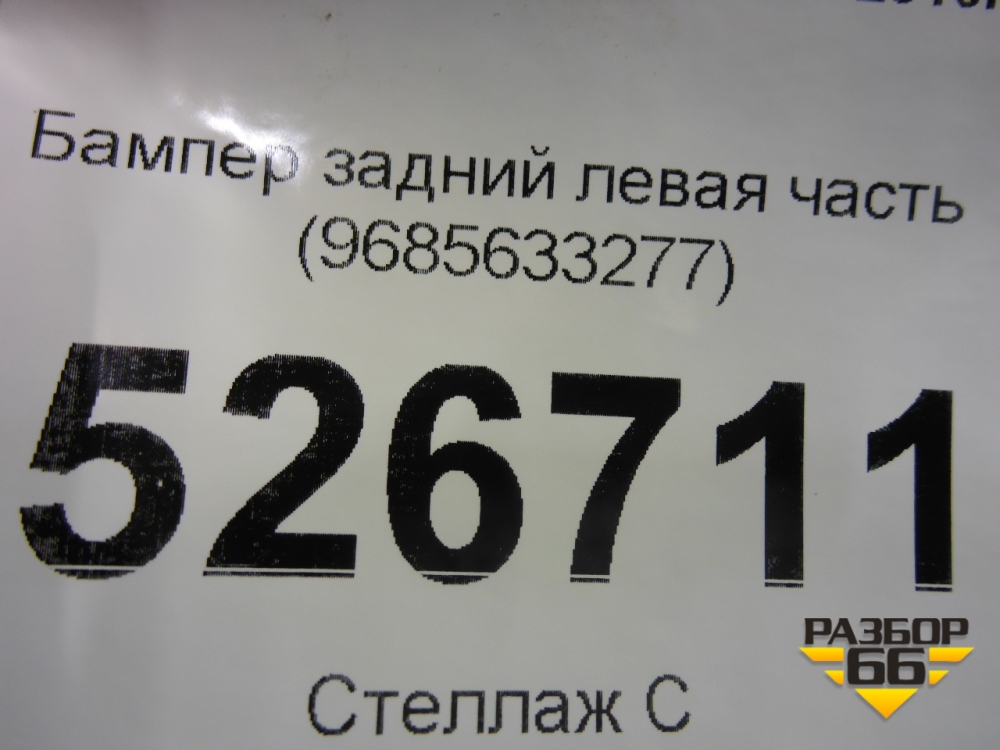 Бампер задний левая часть
(9685633277)
526711
Стеллаж С
РАЗБОР
66